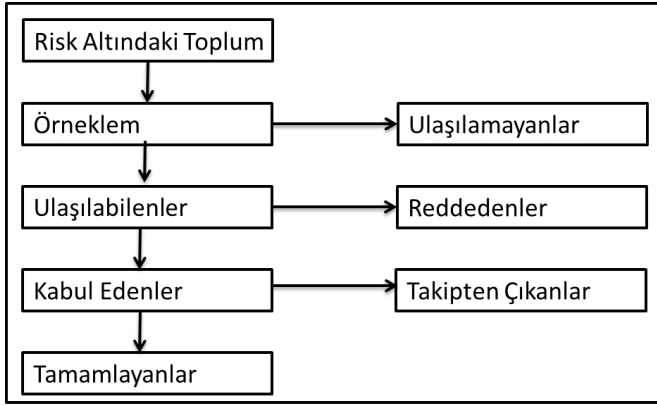 Risk Altındaki Toplum
Örneklem
Ulaşılamayanlar
Ulaşılabilenler
Reddedenler
Kabul Edenler
Takipten Çıkanlar
Tamamlayanlar